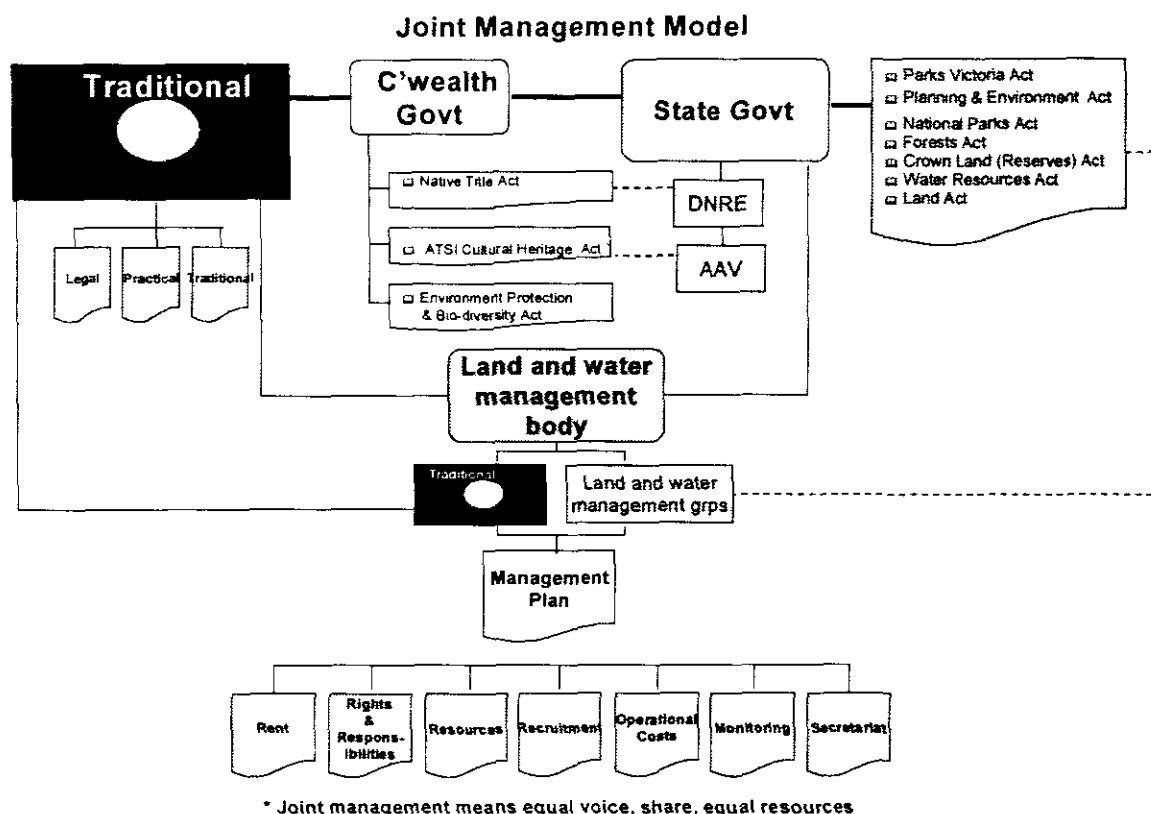 Joint Management Model
Traditional
C'wealth
Govt
State Govt
Parks Victoria Act
Planning & Environment Act
National Parks Act
Forests Act
Crown Land (Reserves) Act
Water Resources Act
Land Act
Native Title Act
ATSI Cultural Heritage Act
Environment Protection
& Bio-diversity Act
DNRE
AAV
Legal
Practical
Traditional
Land and water
management
body
Traditional
Land and water
management grps
Management
Plan
Rent
Rights
&
Respons-
ibilities
Resources
Recruitment
Operational
Costs
Monitoring
Secretariat
* Joint management means equal voice, share, equal resources